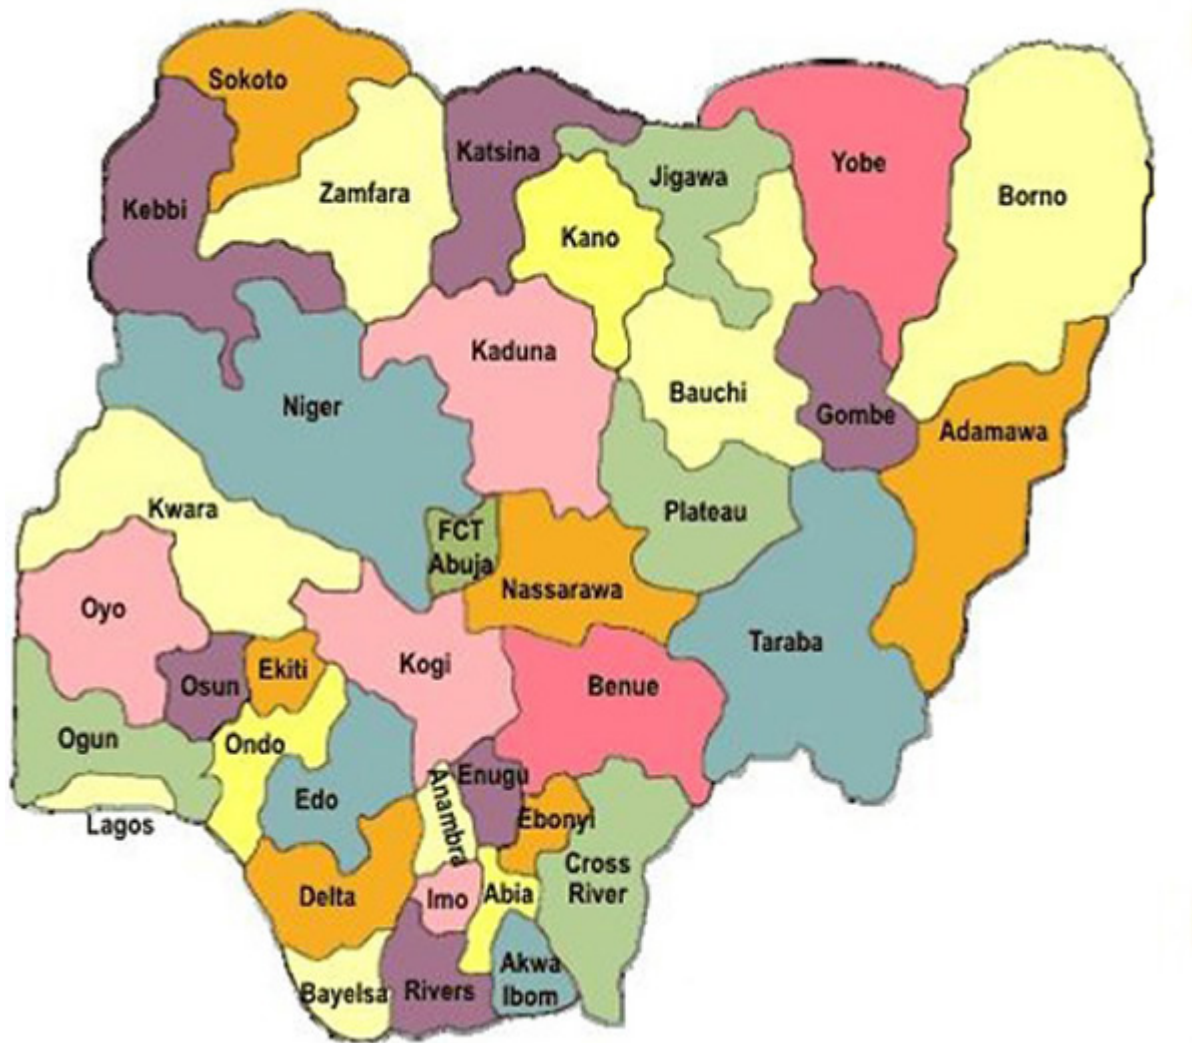 Sokoto
Katsina
Yobe
Jigawa
Zamfara
Borno
Kebbi
Kano
Kaduna
Bauchi
Niger
Gombe
Adamawa
Kwara
Plateau
FCT
Abuja
Nassarawa
Oyo
Taraba
Kogi
Ekiti
Osun
Benue
Ogun
Ondo
Enugu
Edo
Anambra
Lagos
Ebonyi
Cross
River
Delta
Imo
Abia
Akwa
Ibom
Bayelsa
Rivers